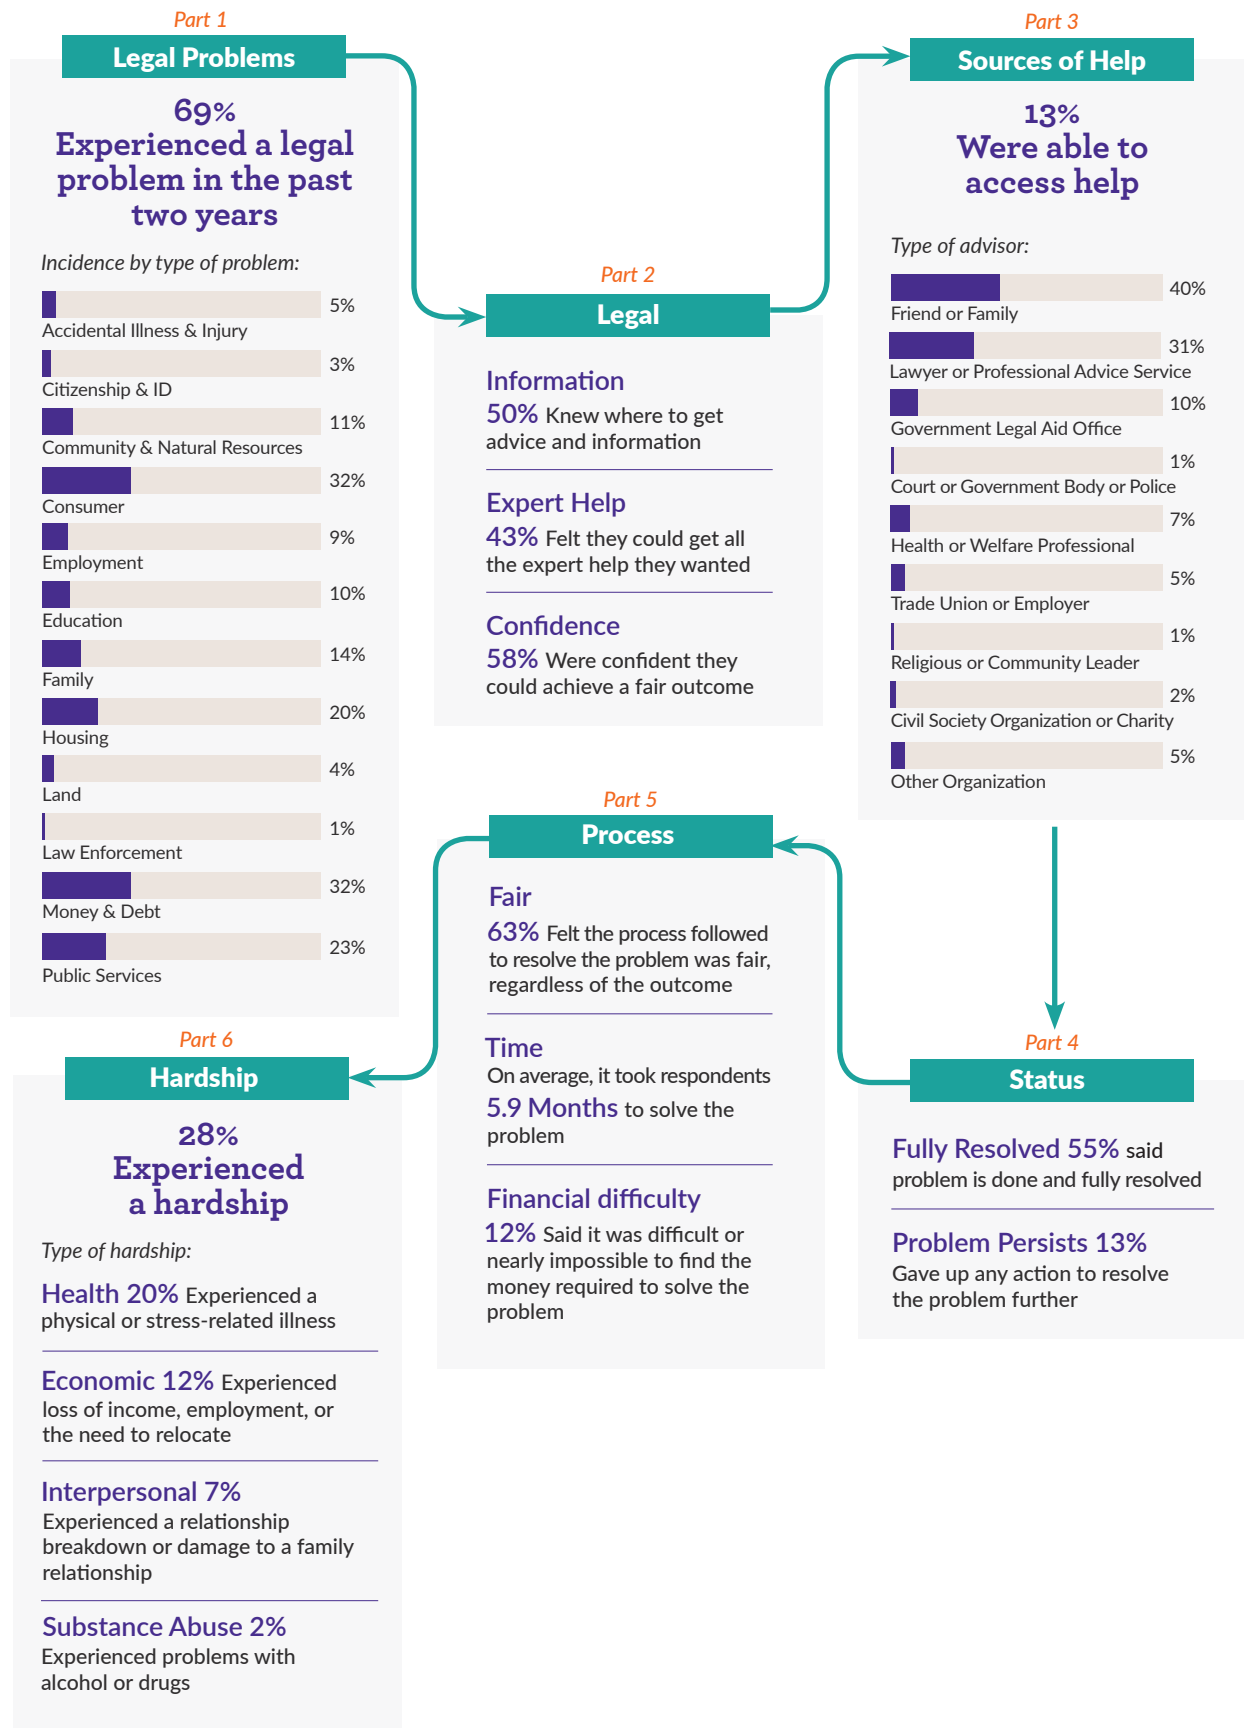 Part 1
Legal Problems
69%
Experienced a legal
problem in the past
two years
Incidence by type of problem:
5%
Accidental Illness & Injury
3%
Citizenship & ID
11%
Community & Natural Resources
32%
Consumer
9%
Employment
10%
Education
14%
Family
20%
Housing
4%
Land
1%
Law Enforcement
32%
Money & Debt
23%
Public Services
Part 2
Legal
Information
50% Knew where to get
advice and information
Expert Help
43% Felt they could get all
the expert help they wanted
Confidence
58% Were confident they
could achieve a fair outcome
Part 3
Sources of Help
13%
Were able to
access help
Type of advisor:
40%
Friend or Family
31%
Lawyer or Professional Advice Service
10%
Government Legal Aid Office
1%
Court or Government Body or Police
7%
Health or Welfare Professional
5%
Trade Union or Employer
1%
Religious or Community Leader
2%
Civil Society Organization or Charity
5%
Other Organization
Part 4
Status
Fully Resolved 55% said
problem is done and fully resolved
Problem Persists 13%
Gave up any action to resolve
the problem further
Part 5
Process
Fair
63% Felt the process followed
to resolve the problem was fair,
regardless of the outcome
Time
On average, it took respondents
5.9 Months to solve the
problem
Financial difficulty
12% Said it was difficult or
nearly impossible to find the
money required to solve the
problem
Part 6
Hardship
28%
Experienced
a hardship
Type of hardship:
Health 20% Experienced a
physical or stress-related illness
Economic 12% Experienced
loss of income, employment, or
the need to relocate
Interpersonal 7%
Experienced a relationship
breakdown or damage to a family
relationship
Substance Abuse 2%
Experienced problems with
alcohol or drugs